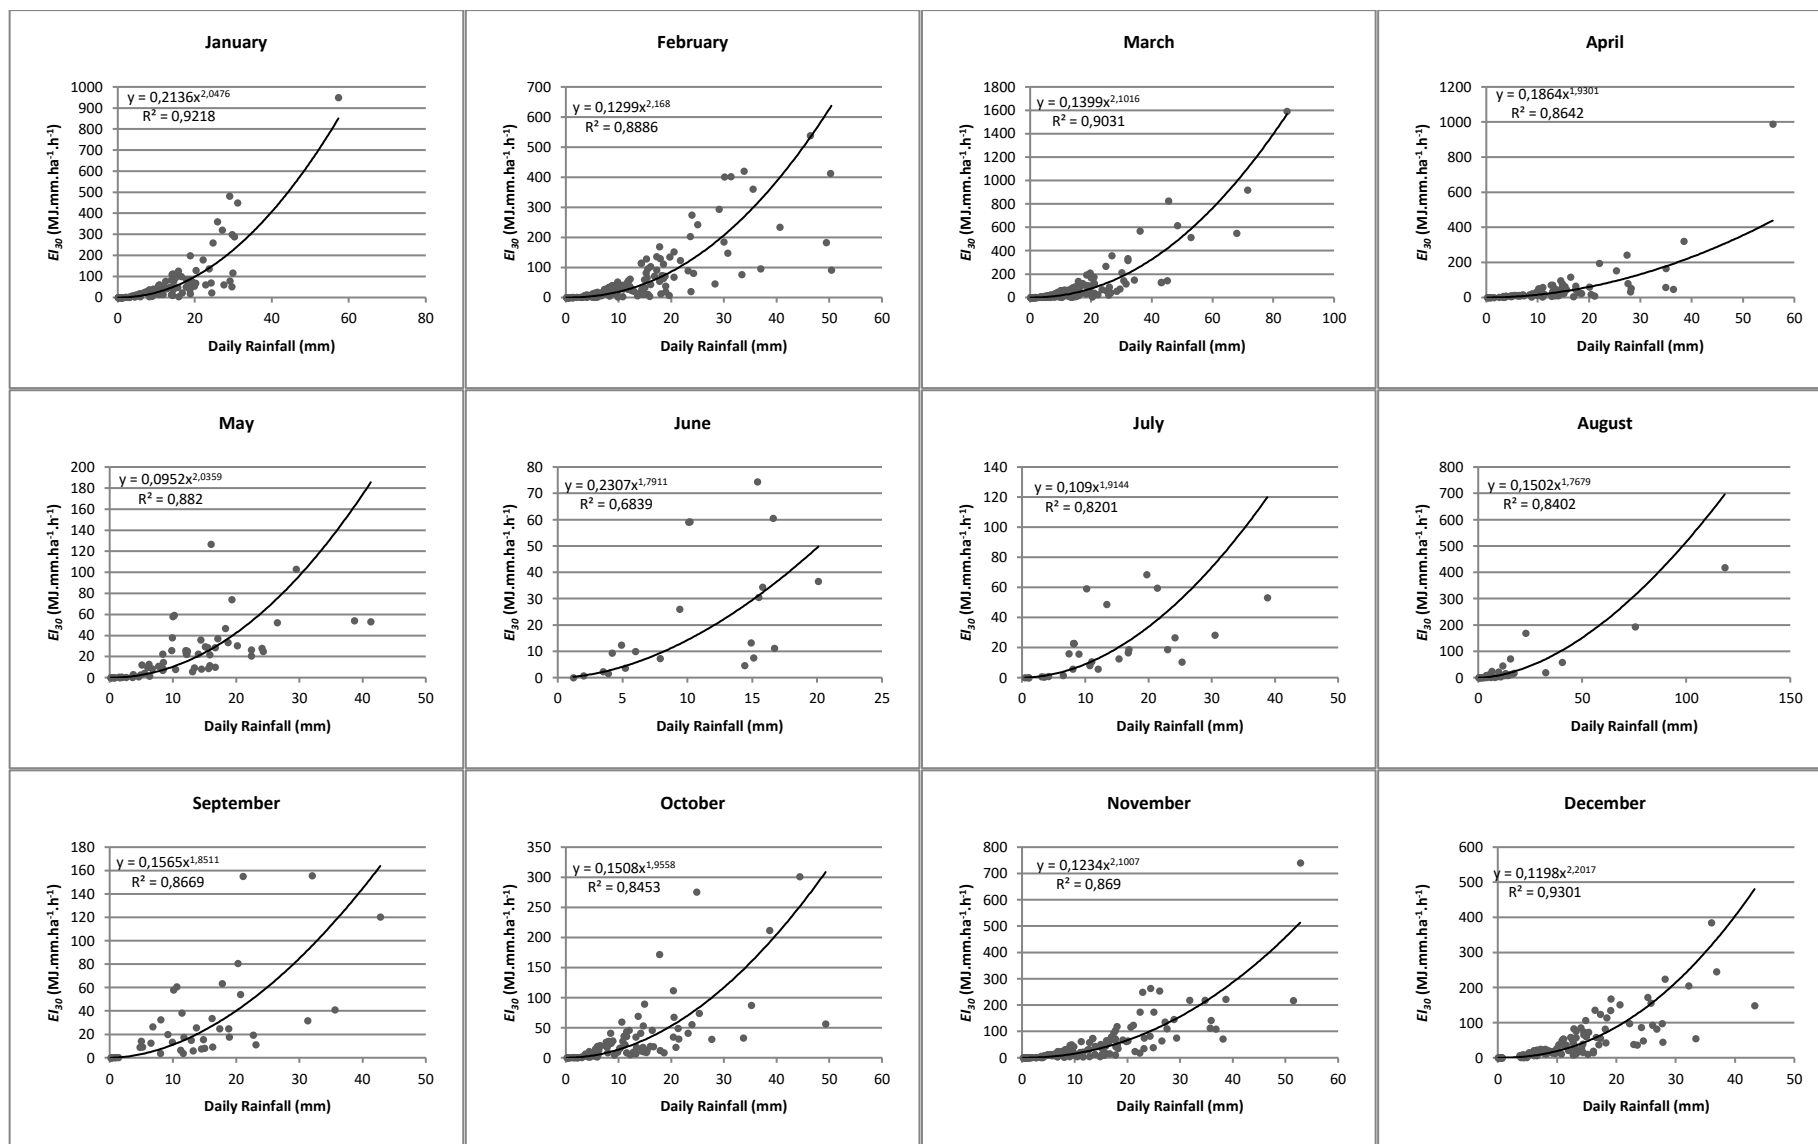 January
y = 0,2136x^2,0476
R² = 0,9218
EI30 (MJ.mm.ha-1.h-1)
1000
900
800
700
600
500
400
300
200
100
0
0 20 40 60 80
Daily Rainfall (mm)
February
y = 0,1299x^2,168
R² = 0,8886
EI30 (MJ.mm.ha-1.h-1)
700
600
500
400
300
200
100
0
0 10 20 30 40 50 60
Daily Rainfall (mm)
March
y = 0,1399x^2,1016
R² = 0,9031
EI30 (MJ.mm.ha-1.h-1)
1800
1600
1400
1200
1000
800
600
400
200
0
0 20 40 60 80 100
Daily Rainfall (mm)
April
y = 0,1864x^1,9301
R² = 0,8642
EI30 (MJ.mm.ha-1.h-1)
1200
1000
800
600
400
200
0
0 10 20 30 40 50 60
Daily Rainfall (mm)
May
y = 0,0952x^2,0359
R² = 0,882
EI30 (MJ.mm.ha-1.h-1)
200
180
160
140
120
100
80
60
40
20
0
0 10 20 30 40 50
Daily Rainfall (mm)
June
y = 0,2307x^1,7911
R² = 0,6839
EI30 (MJ.mm.ha-1.h-1)
80
70
60
50
40
30
20
10
0
0 5 10 15 20 25
Daily Rainfall (mm)
July
y = 0,109x^1,9144
R² = 0,8201
EI30 (MJ.mm.ha-1.h-1)
140
120
100
80
60
40
20
0
0 10 20 30 40 50
Daily Rainfall (mm)
August
y = 0,1502x^1,7679
R² = 0,8402
EI30 (MJ.mm.ha-1.h-1)
800
700
600
500
400
300
200
100
0
0 50 100 150
Daily Rainfall (mm)
September
y = 0,1565x^1,8511
R² = 0,8669
EI30 (MJ.mm.ha-1.h-1)
180
160
140
120
100
80
60
40
20
0
0 10 20 30 40 50
Daily Rainfall (mm)
October
y = 0,1508x^1,9558
R² = 0,8453
EI30 (MJ.mm.ha-1.h-1)
350
300
250
200
150
100
50
0
0 10 20 30 40 50 60
Daily Rainfall (mm)
November
y = 0,1234x^2,1007
R² = 0,869
EI30 (MJ.mm.ha-1.h-1)
800
700
600
500
400
300
200
100
0
0 10 20 30 40 50 60
Daily Rainfall (mm)
December
y = 0,1198x^2,2017
R² = 0,9301
EI30 (MJ.mm.ha-1.h-1)
600
500
400
300
200
100
0
0 10 20 30 40 50
Daily Rainfall (mm)